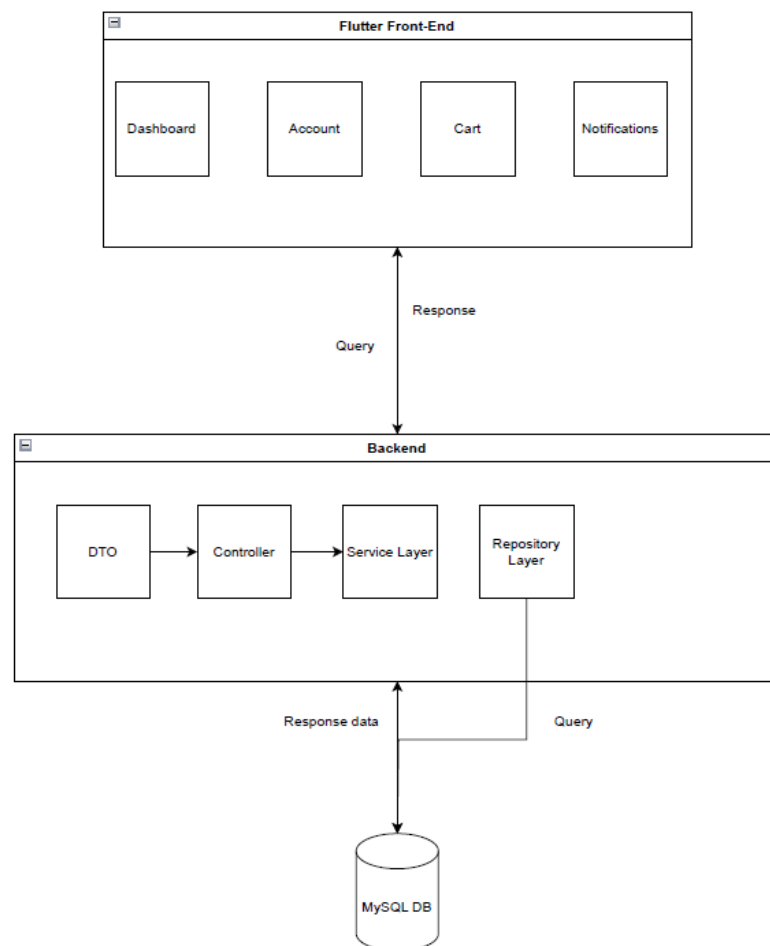 Flutter Front-End
Dashboard
Account
Cart
Notifications
Response
Query
Backend
DTO
Controller
Service Layer
Repository
Layer
Response data
Query
MySQL DB